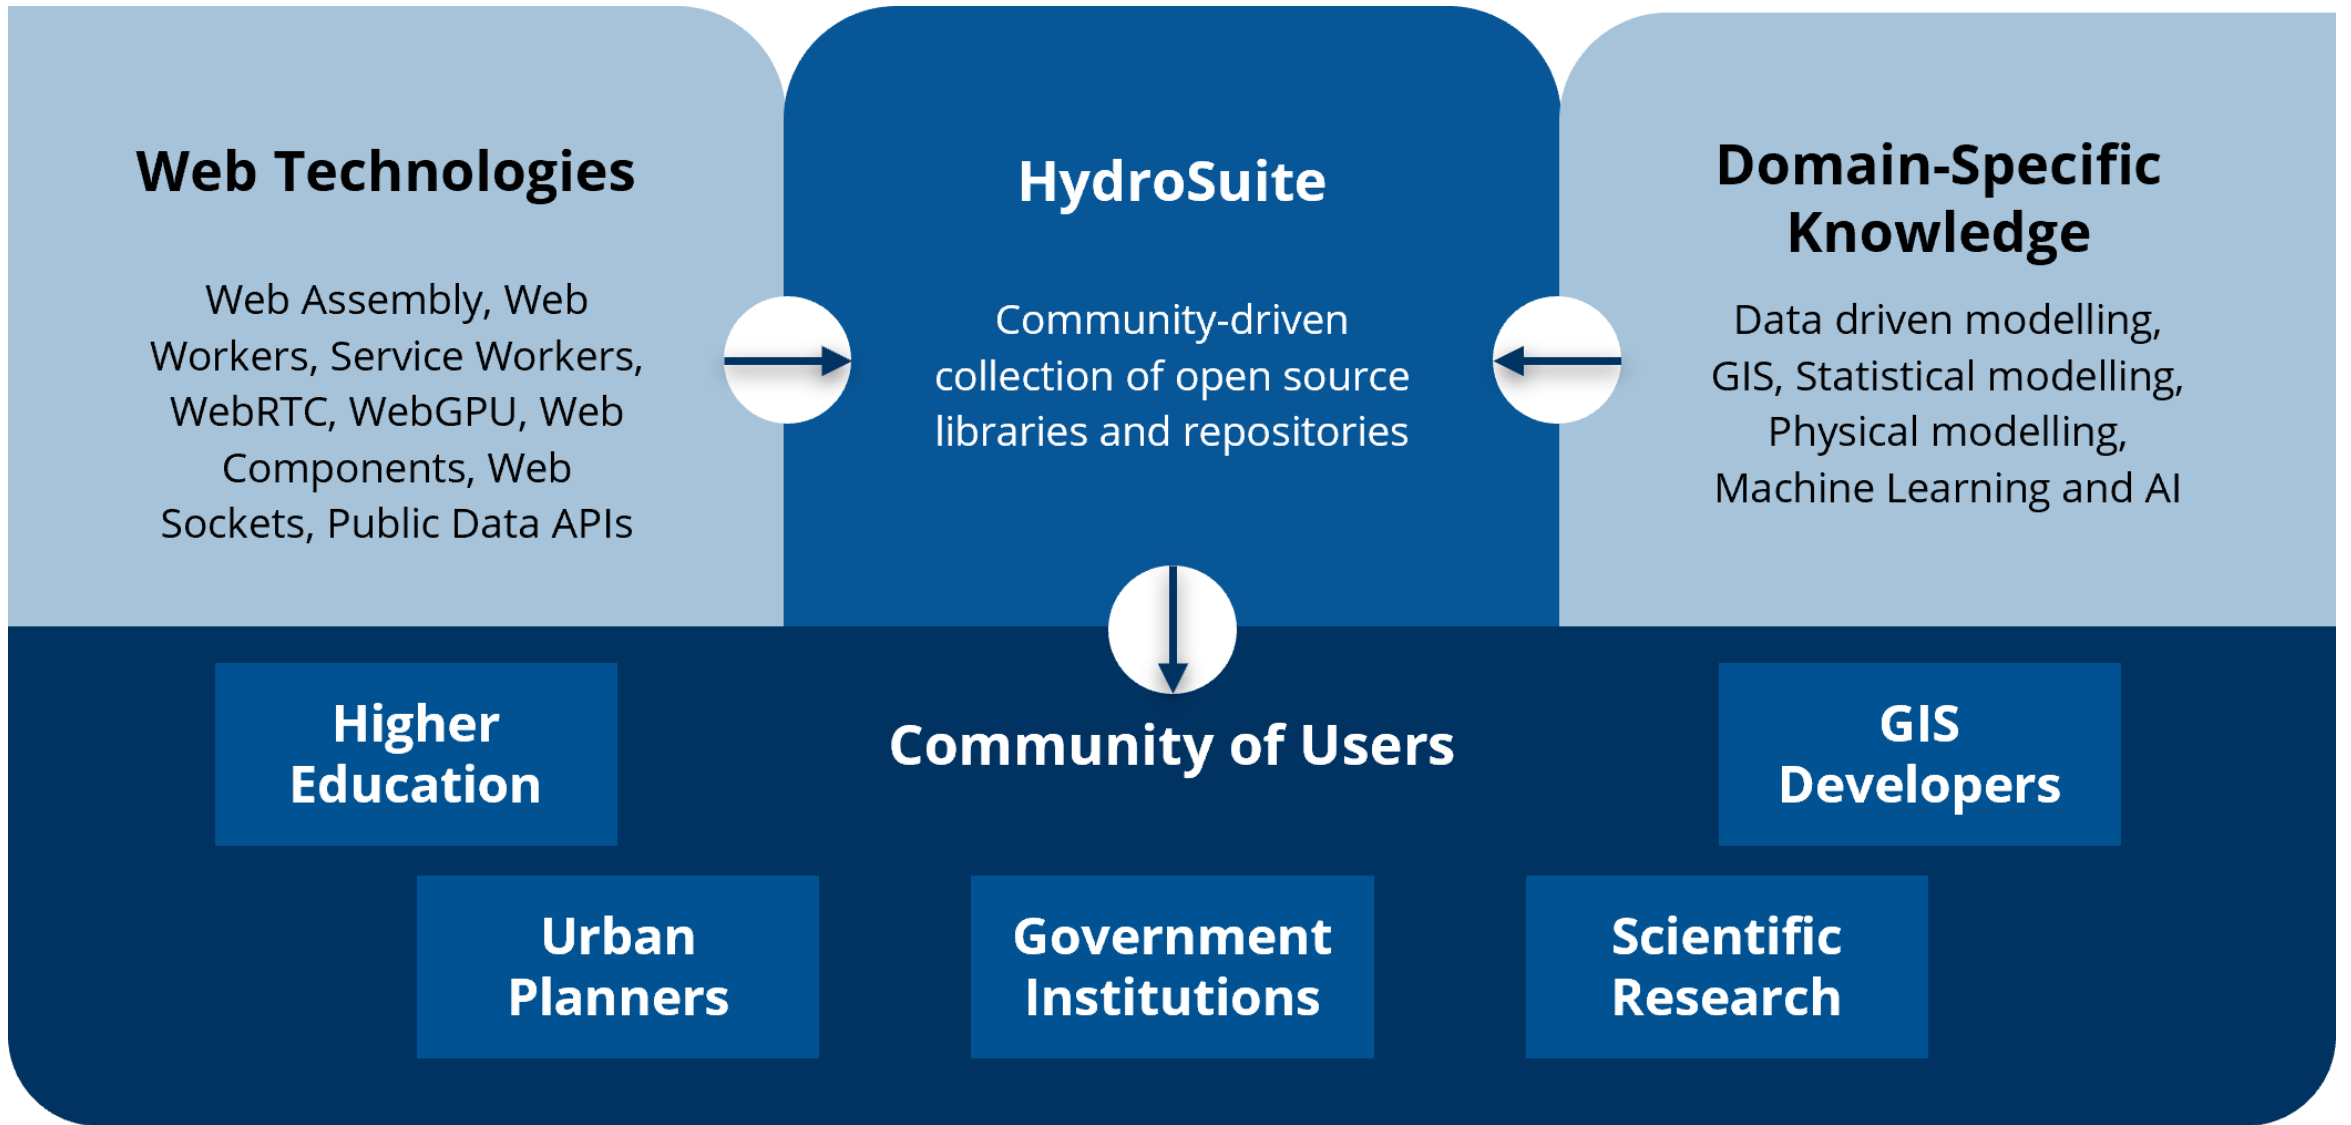 Web Technologies
Web Assembly, Web
Workers, Service Workers,
WebRTC, WebGPU, Web
Components, Web
Sockets, Public Data APIs
HydroSuite
Community-driven
collection of open source
libraries and repositories
Domain-Specific
Knowledge
Data driven modelling,
GIS, Statistical modelling,
Physical modelling,
Machine Learning and AI
Higher
Education
Community of Users
GIS
Developers
Urban
Planners
Government
Institutions
Scientific
Research